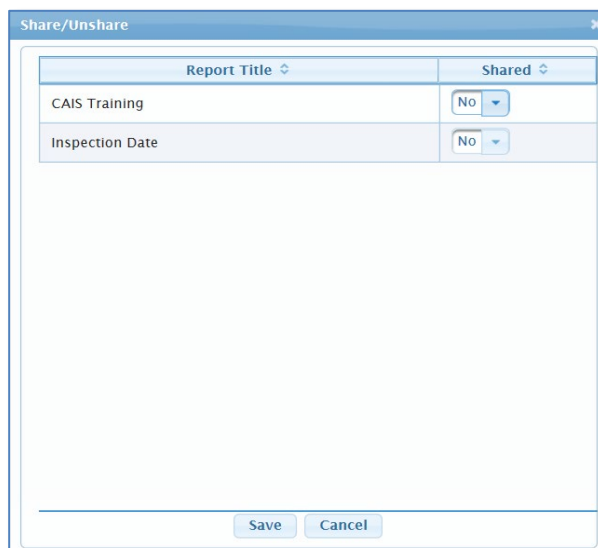 Share/Unshare
Report Title Shared
CAIS Training No
Inspection Date No
Save Cancel